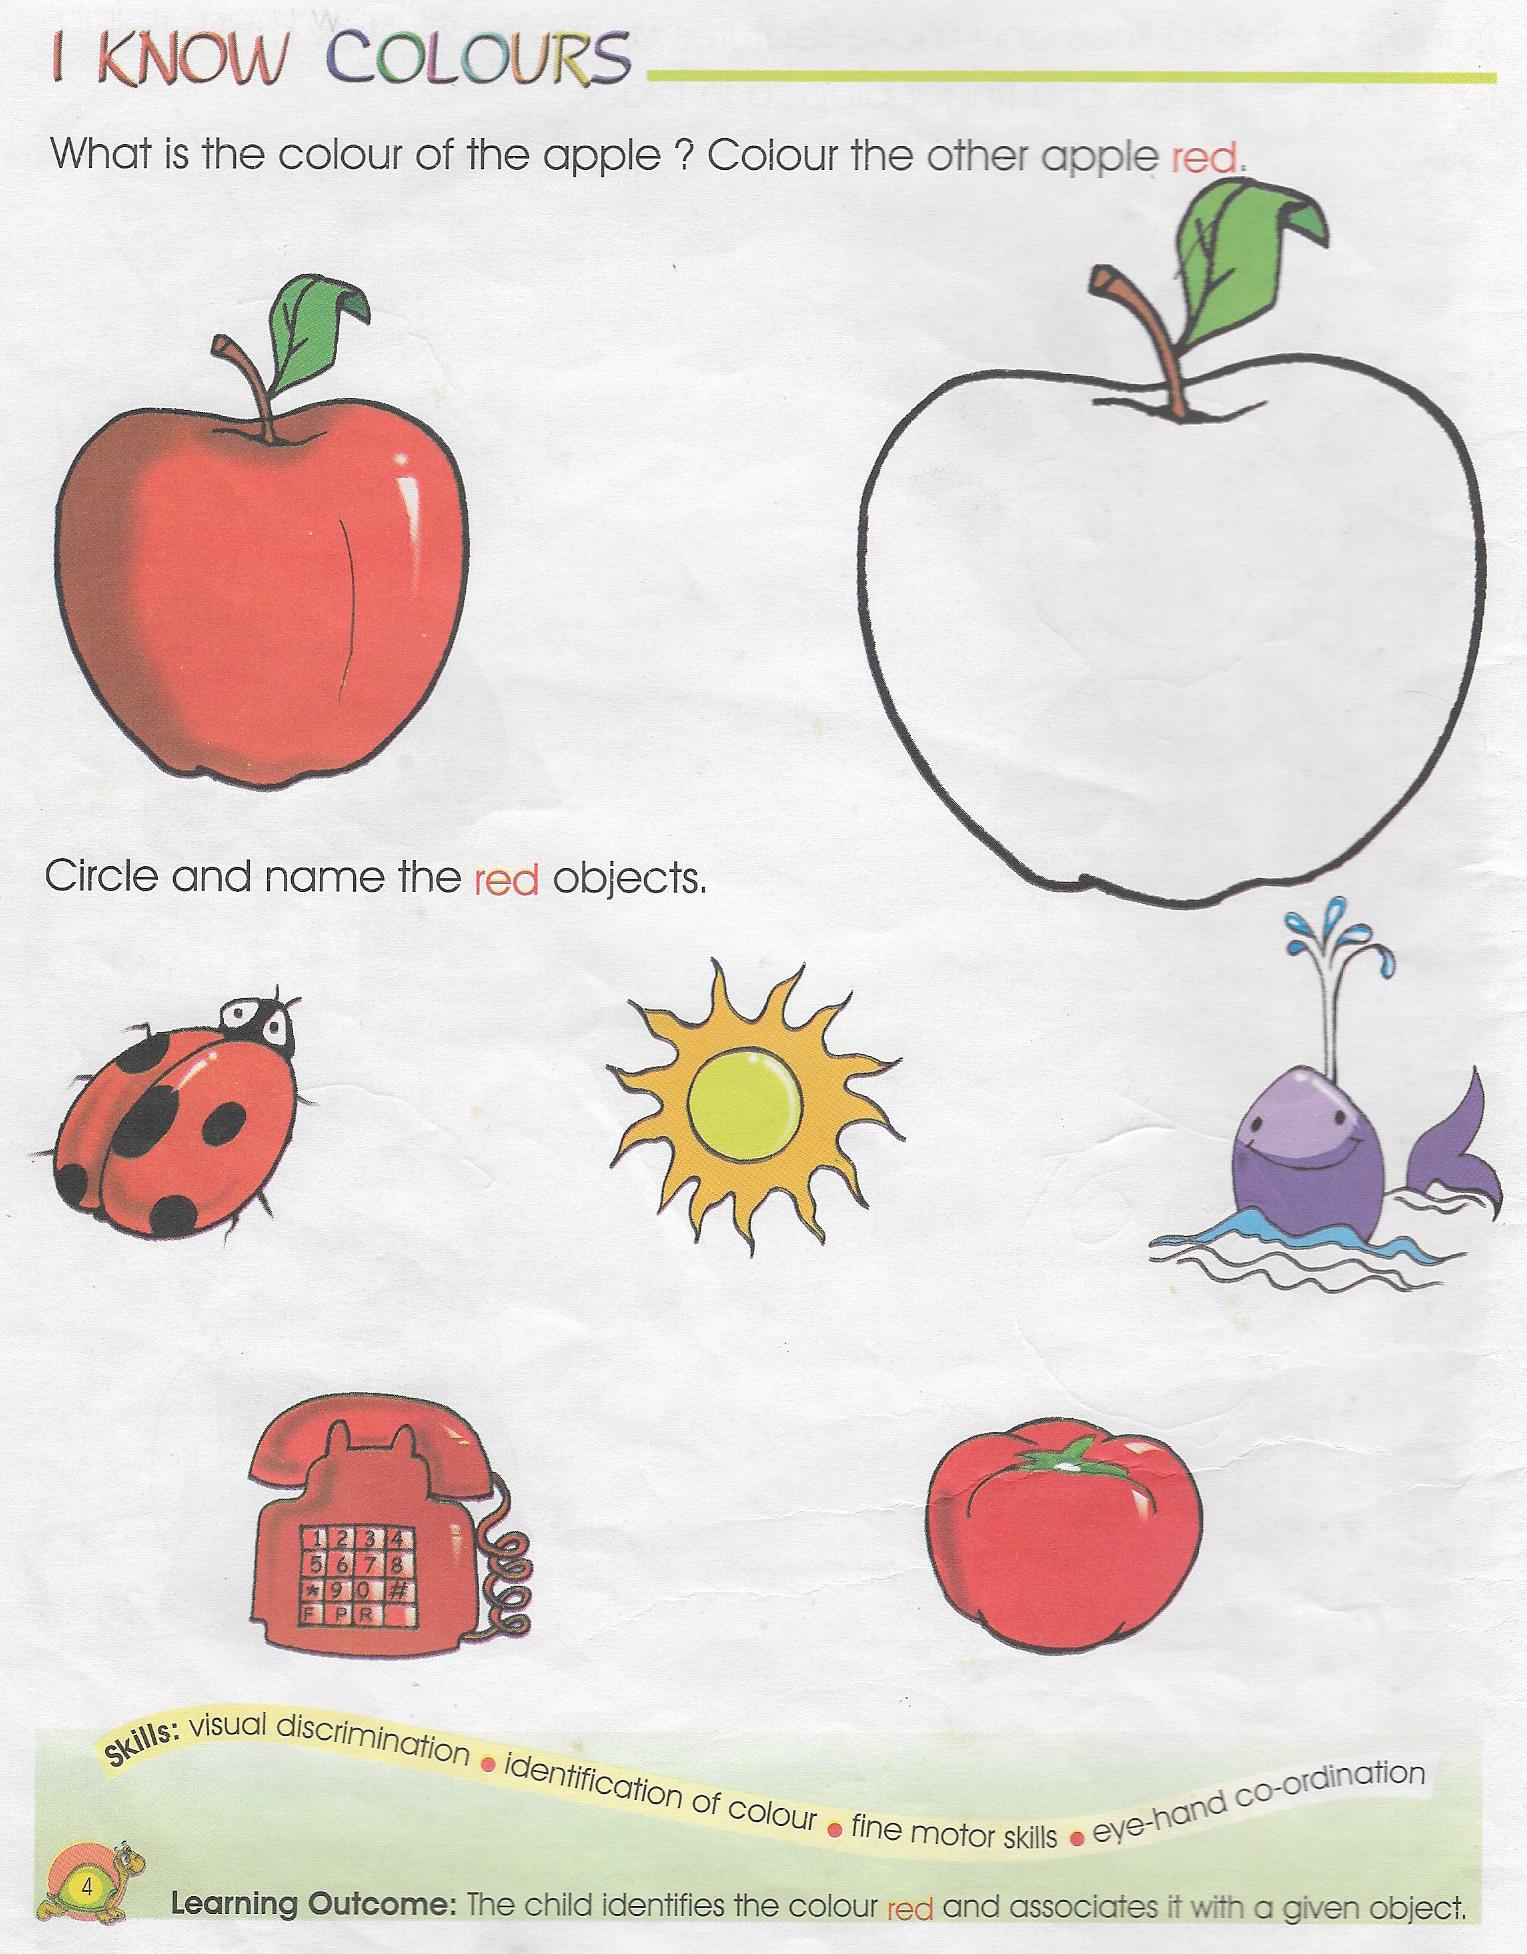 I KNOW COLOURS
What is the colour of the apple ? Colour the other apple red.
Circle and name the red objects.
1 2 3 4
5 6 7 8
* 9 0 #
F P R
Skills: visual discrimination • identification of colour • fine motor skills • eye-hand co-ordination
4
Learning Outcome: The child identifies the colour red and associates it with a given object.